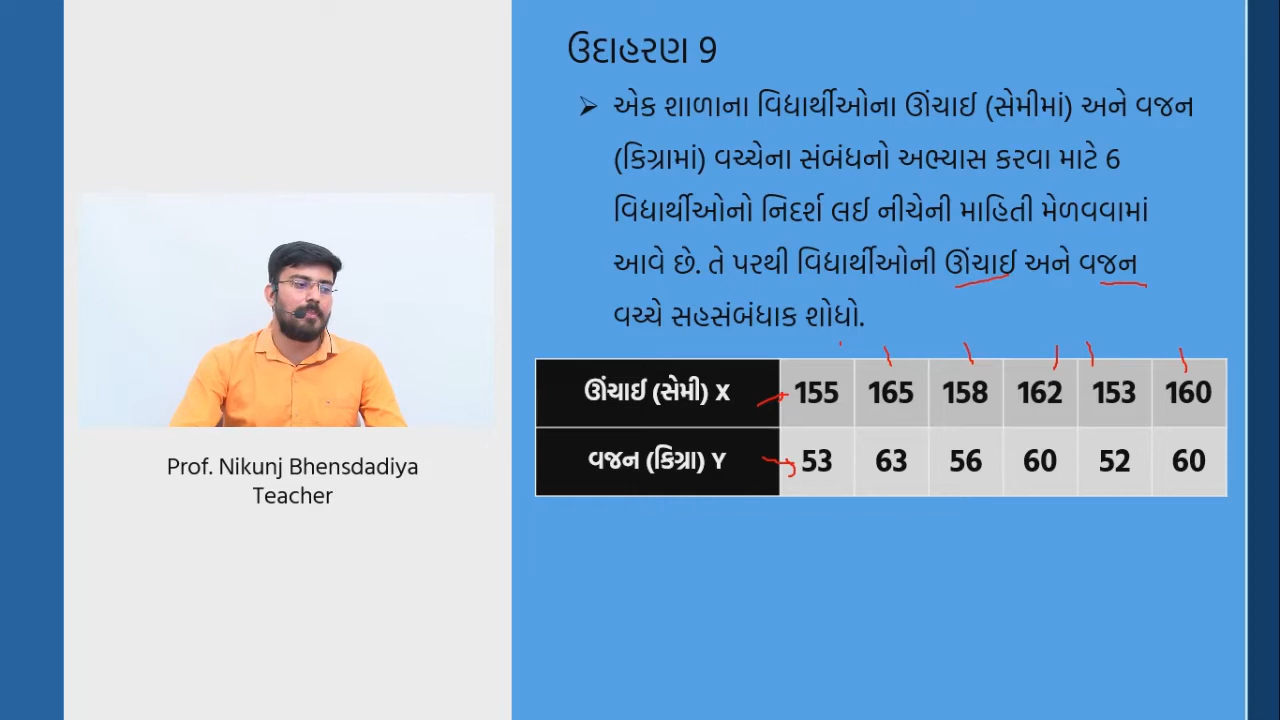 ઉદાહરણ 9
➢ એક શાળાના વિદ્યાર્થીઓના ઊંચાઈ (સેમીમાં) અને વજન
(કિગ્રામાં) વચ્ચેના સંબંધનો અભ્યાસ કરવા માટે 6
વિદ્યાર્થીઓનો નિદર્શ લઈ નીચેની માહિતી મેળવવામાં
આવે છે. તે પરથી વિદ્યાર્થીઓની ઊંચાઈ અને વજન
વચ્ચે સહસંબંધાક શોધો.
ઊંચાઈ (સેમી) X 155 165 158 162 153 160
વજન (કિગ્રા) Y 53 63 56 60 52 60
Prof. Nikunj Bhensdadiya
Teacher